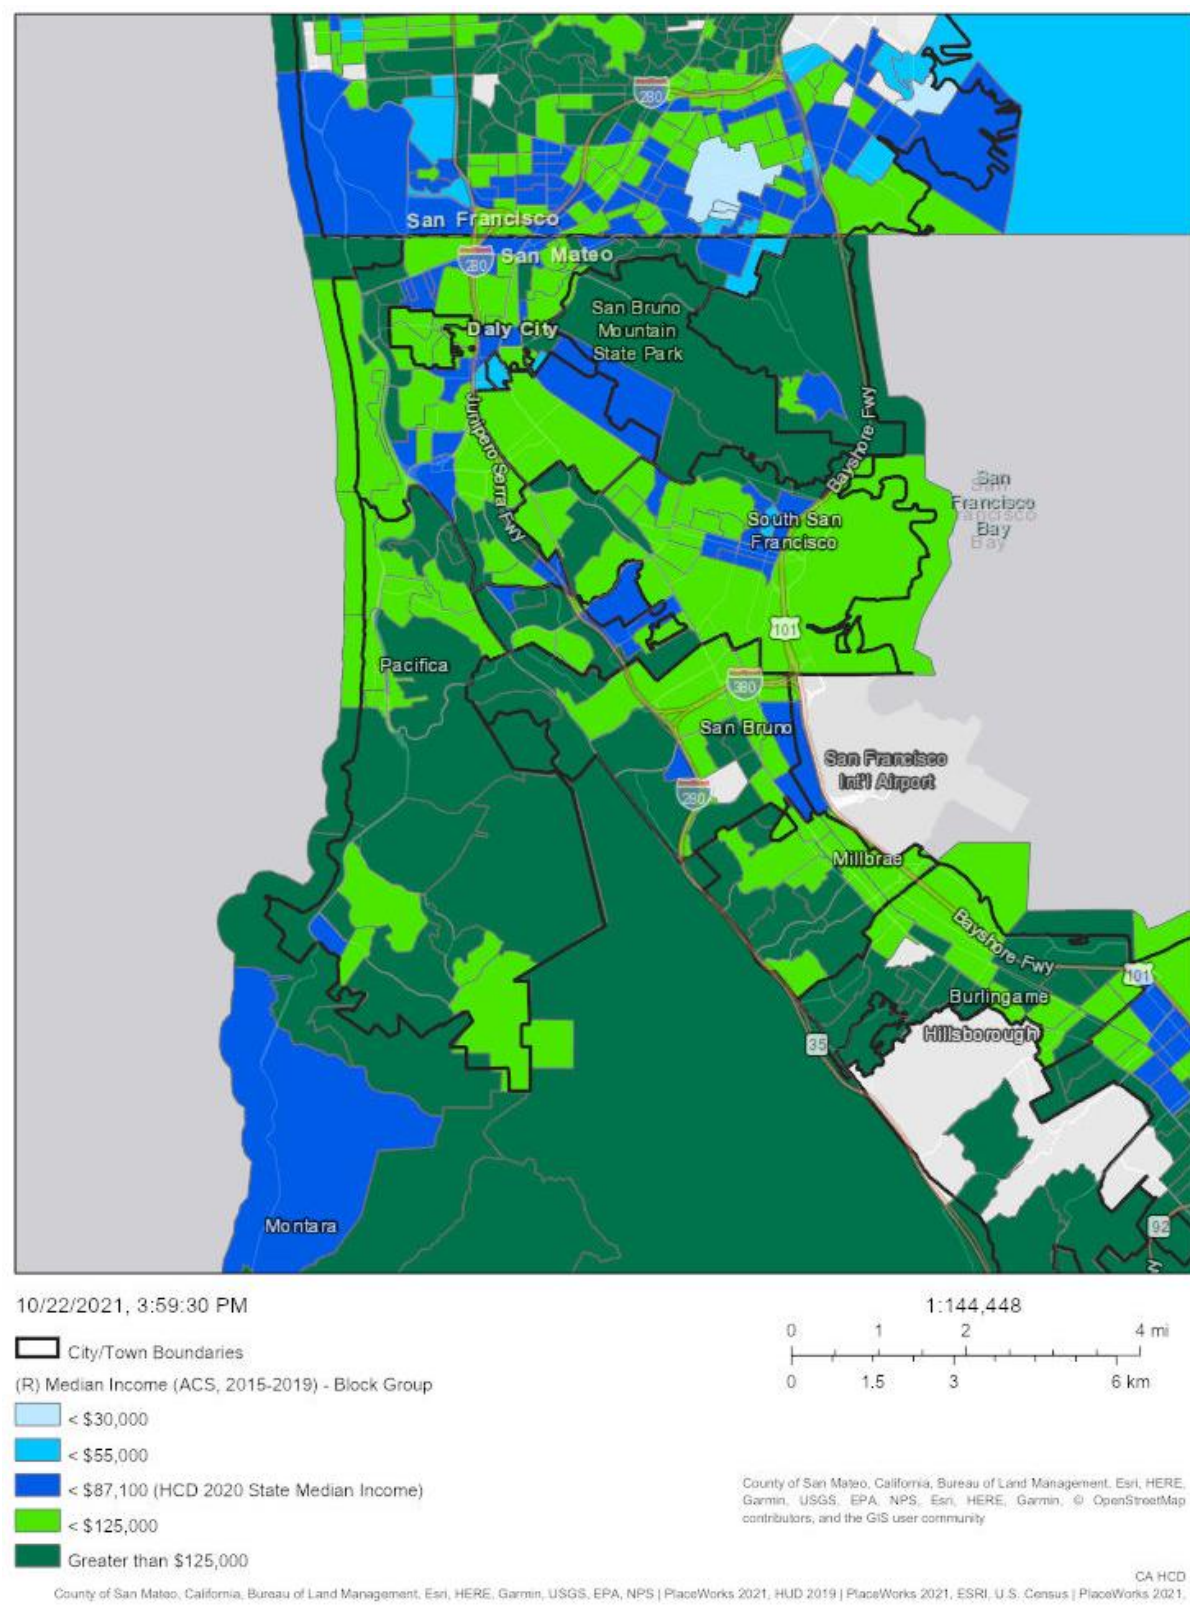 280
San Francisco
280
San Mateo
San Bruno
Mountain
State Park
Daly City
Junipero Serra Fwy
Bayshore Fwy
San
Francisco
Bay
South San
Francisco
101
Pacifica
380
San Bruno
San Francisco
Int'l Airport
280
Millbrae
Bayshore Fwy
101
Burlingame
Hillsborough
35
Montara
92
10/22/2021, 3:59:30 PM
1:144,448
0 1 2 4 mi
0 1.5 3 6 km
City/Town Boundaries
(R) Median Income (ACS, 2015-2019) - Block Group
< $30,000
< $55,000
< $87,100 (HCD 2020 State Median Income)
< $125,000
Greater than $125,000
County of San Mateo, California, Bureau of Land Management, Esri, HERE,
Garmin, USGS, EPA, NPS, Esri, HERE, Garmin, © OpenStreetMap
contributors, and the GIS user community
CA HCD
County of San Mateo, California, Bureau of Land Management, Esri, HERE, Garmin, USGS, EPA, NPS | PlaceWorks 2021, HUD 2019 | PlaceWorks 2021, ESRI, U.S. Census | PlaceWorks 2021,